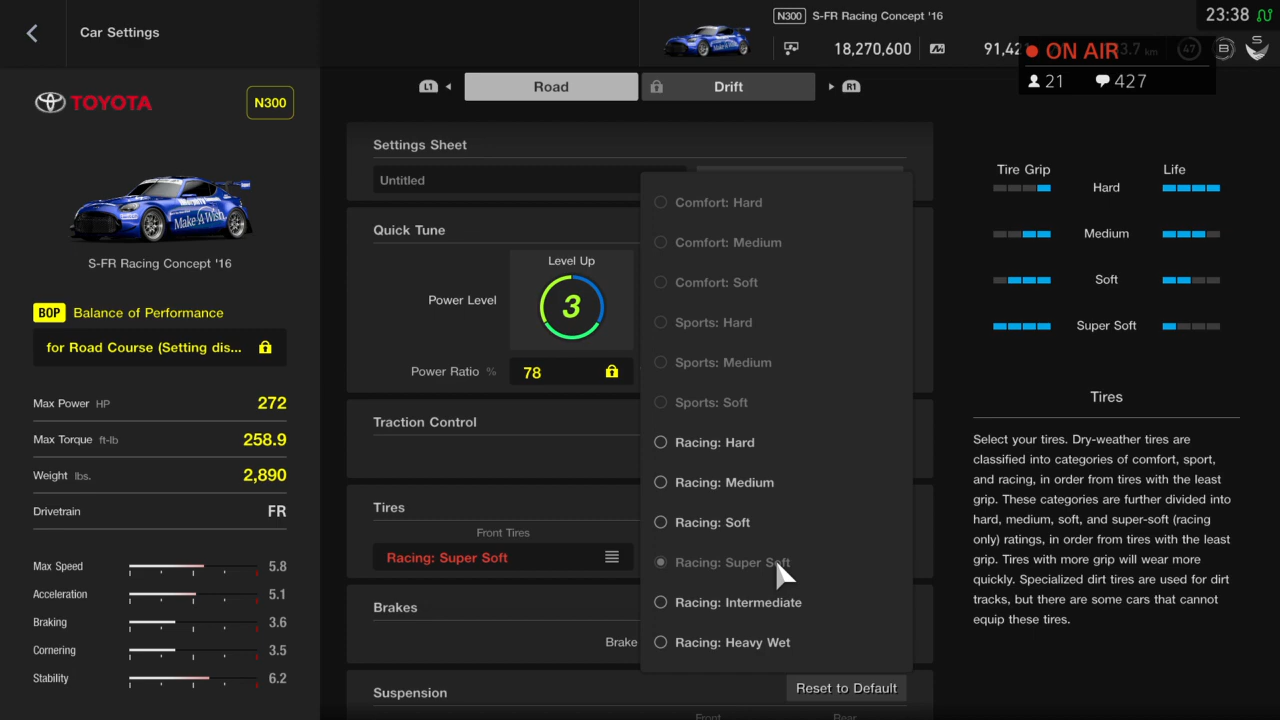 Car Settings
N300 S-FR Racing Concept '16
23:38
18,270,600
91,42
3.7 km
47
B
S
ON AIR
21 427
TOYOTA
N300
L1 Road Drift R1
Make A Wish
S-FR Racing Concept '16
BOP Balance of Performance
for Road Course (Setting dis...
Max Power HP 272
Max Torque ft-lb 258.9
Weight lbs. 2,890
Drivetrain FR
Max Speed 5.8
Acceleration 5.1
Braking 3.6
Cornering 3.5
Stability 6.2
Settings Sheet
Untitled
Quick Tune
Level Up
Power Level 3
Power Ratio % 78
Traction Control
Tires
Front Tires
Racing: Super Soft
Brakes
Brake
Suspension
Front Rear
Reset to Default
Comfort: Hard
Comfort: Medium
Comfort: Soft
Sports: Hard
Sports: Medium
Sports: Soft
Racing: Hard
Racing: Medium
Racing: Soft
Racing: Super Soft
Racing: Intermediate
Racing: Heavy Wet
Tire Grip Life
Hard
Medium
Soft
Super Soft
Tires
Select your tires. Dry-weather tires are
classified into categories of comfort, sport,
and racing, in order from tires with the least
grip. These categories are further divided into
hard, medium, soft, and super-soft (racing
only) ratings, in order from tires with the least
grip. Tires with more grip will wear more
quickly. Specialized dirt tires are used for dirt
tracks, but there are some cars that cannot
equip these tires.